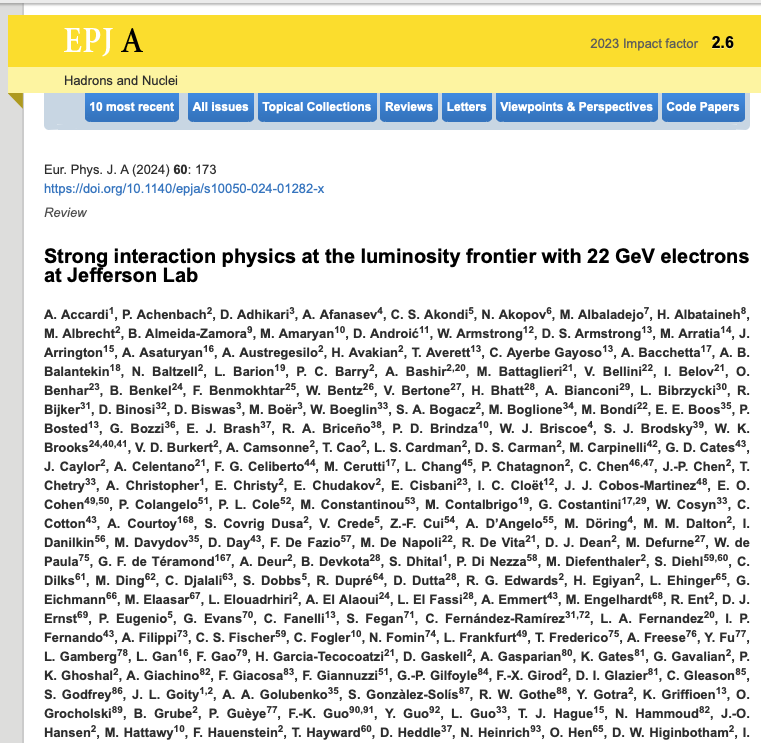 EPJ A
2023 Impact factor 2.6
Hadrons and Nuclei
10 most recent All issues Topical Collections Reviews Letters Viewpoints & Perspectives Code Papers
Eur. Phys. J. A (2024) 60: 173
https://doi.org/10.1140/epja/s10050-024-01282-x
Review
Strong interaction physics at the luminosity frontier with 22 GeV electrons
at Jefferson Lab
A. Accardi1, P. Achenbach2, D. Adhikari3, A. Afanasev4, C. S. Akondi5, N. Akopov6, M. Albaladejo7, H. Albataineh8,
M. Albrecht2, B. Almeida-Zamora9, M. Amaryan10, D. Androić11, W. Armstrong12, D. S. Armstrong13, M. Arratia14, J.
Arrington15, A. Asaturyan16, A. Austregesilo2, H. Avakian2, T. Averett13, C. Ayerbe Gayoso13, A. Bacchetta17, A. B.
Balantekin18, N. Baltzell2, L. Barion19, P. C. Barry2, A. Bashir2,20, M. Battaglieri21, V. Bellini22, I. Belov21, O.
Benhar23, B. Benkel24, F. Benmokhtar25, W. Bentz26, V. Bertone27, H. Bhatt28, A. Bianconi29, L. Bibrzycki30, R.
Bijker31, D. Binosi32, D. Biswas3, M. Boër3, W. Boeglin33, S. A. Bogacz2, M. Boglione34, M. Bondi22, E. E. Boos35, P.
Bosted13, G. Bozzi36, E. J. Brash37, R. A. Briceño38, P. D. Brindza10, W. J. Briscoe4, S. J. Brodsky39, W. K.
Brooks24,40,41, V. D. Burkert2, A. Camsonne2, T. Cao2, L. S. Cardman2, D. S. Carman2, M. Carpinelli42, G. D. Cates43,
J. Caylor2, A. Celentano21, F. G. Celiberto44, M. Cerutti17, L. Chang45, P. Chatagnon2, C. Chen46,47, J.-P. Chen2, T.
Chetry33, A. Christopher1, E. Christy2, E. Chudakov2, E. Cisbani23, I. C. Cloët12, J. J. Cobos-Martinez48, E. O.
Cohen49,50, P. Colangelo51, P. L. Cole52, M. Constantinou53, M. Contalbrigo19, G. Costantini17,29, W. Cosyn33, C.
Cotton43, A. Courtoy168, S. Covrig Dusa2, V. Crede5, Z.-F. Cui54, A. D'Angelo55, M. Döring4, M. M. Dalton2, I.
Danilkin56, M. Davydov35, D. Day43, F. De Fazio57, M. De Napoli22, R. De Vita21, D. J. Dean2, M. Defurne27, W. de
Paula75, G. F. de Téramond167, A. Deur2, B. Devkota28, S. Dhital1, P. Di Nezza58, M. Diefenthaler2, S. Diehl59,60, C.
Dilks61, M. Ding62, C. Djalali63, S. Dobbs5, R. Dupré64, D. Dutta28, R. G. Edwards2, H. Egiyan2, L. Ehinger65, G.
Eichmann66, M. Elaasar67, L. Elouadrhiri2, A. El Alaoui24, L. El Fassi28, A. Emmert43, M. Engelhardt68, R. Ent2, D. J.
Ernst69, P. Eugenio5, G. Evans70, C. Fanelli13, S. Fegan71, C. Fernández-Ramírez31,72, L. A. Fernandez20, I. P.
Fernando43, A. Filippi73, C. S. Fischer59, C. Fogler10, N. Fomin74, L. Frankfurt49, T. Frederico75, A. Freese76, Y. Fu77,
L. Gamberg78, L. Gan16, F. Gao79, H. Garcia-Tecocoatzi21, D. Gaskell2, A. Gasparian80, K. Gates81, G. Gavalian2, P.
K. Ghoshal2, A. Giachino82, F. Giacosa83, F. Giannuzzi51, G.-P. Gilfoyle84, F.-X. Girod2, D. I. Glazier81, C. Gleason85,
S. Godfrey86, J. L. Goity1,2, A. A. Golubenko35, S. Gonzàlez-Solís87, R. W. Gothe88, Y. Gotra2, K. Griffioen13, O.
Grocholski89, B. Grube2, P. Guèye77, F.-K. Guo90,91, Y. Guo92, L. Guo33, T. J. Hague15, N. Hammoud82, J.-O.
Hansen2, M. Hattawy10, F. Hauenstein2, T. Hayward60, D. Heddle37, N. Heinrich93, O. Hen65, D. W. Higinbotham2, I.